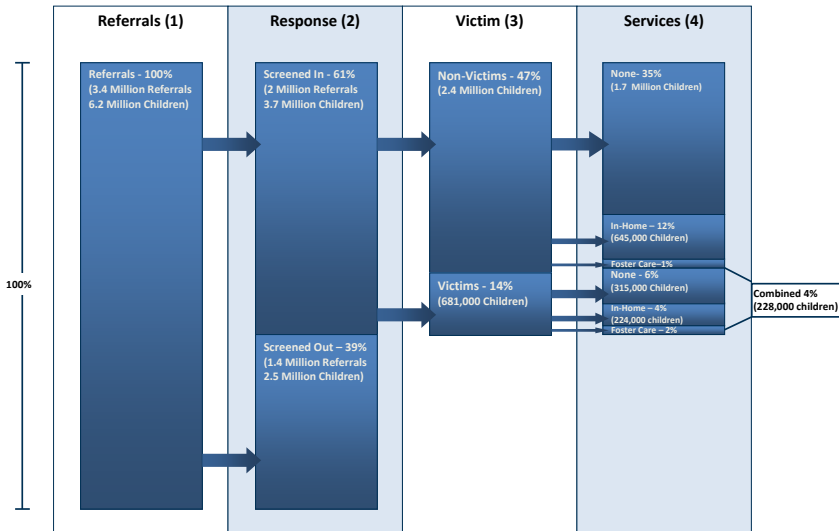 Referrals (1)
Response (2)
Victim (3)
Services (4)
100%
Referrals - 100%
(3.4 Million Referrals
6.2 Million Children)
Screened In - 61%
(2 Million Referrals
3.7 Million Children)
Screened Out – 39%
(1.4 Million Referrals
2.5 Million Children)
Non-Victims - 47%
(2.4 Million Children)
Victims - 14%
(681,000 Children)
None- 35%
(1.7 Million Children)
In-Home – 12%
(645,000 Children)
Foster Care–1%
None - 6%
(315,000 Children)
In-Home – 4%
(224,000 children)
Foster Care – 2%
Combined 4%
(228,000 children)